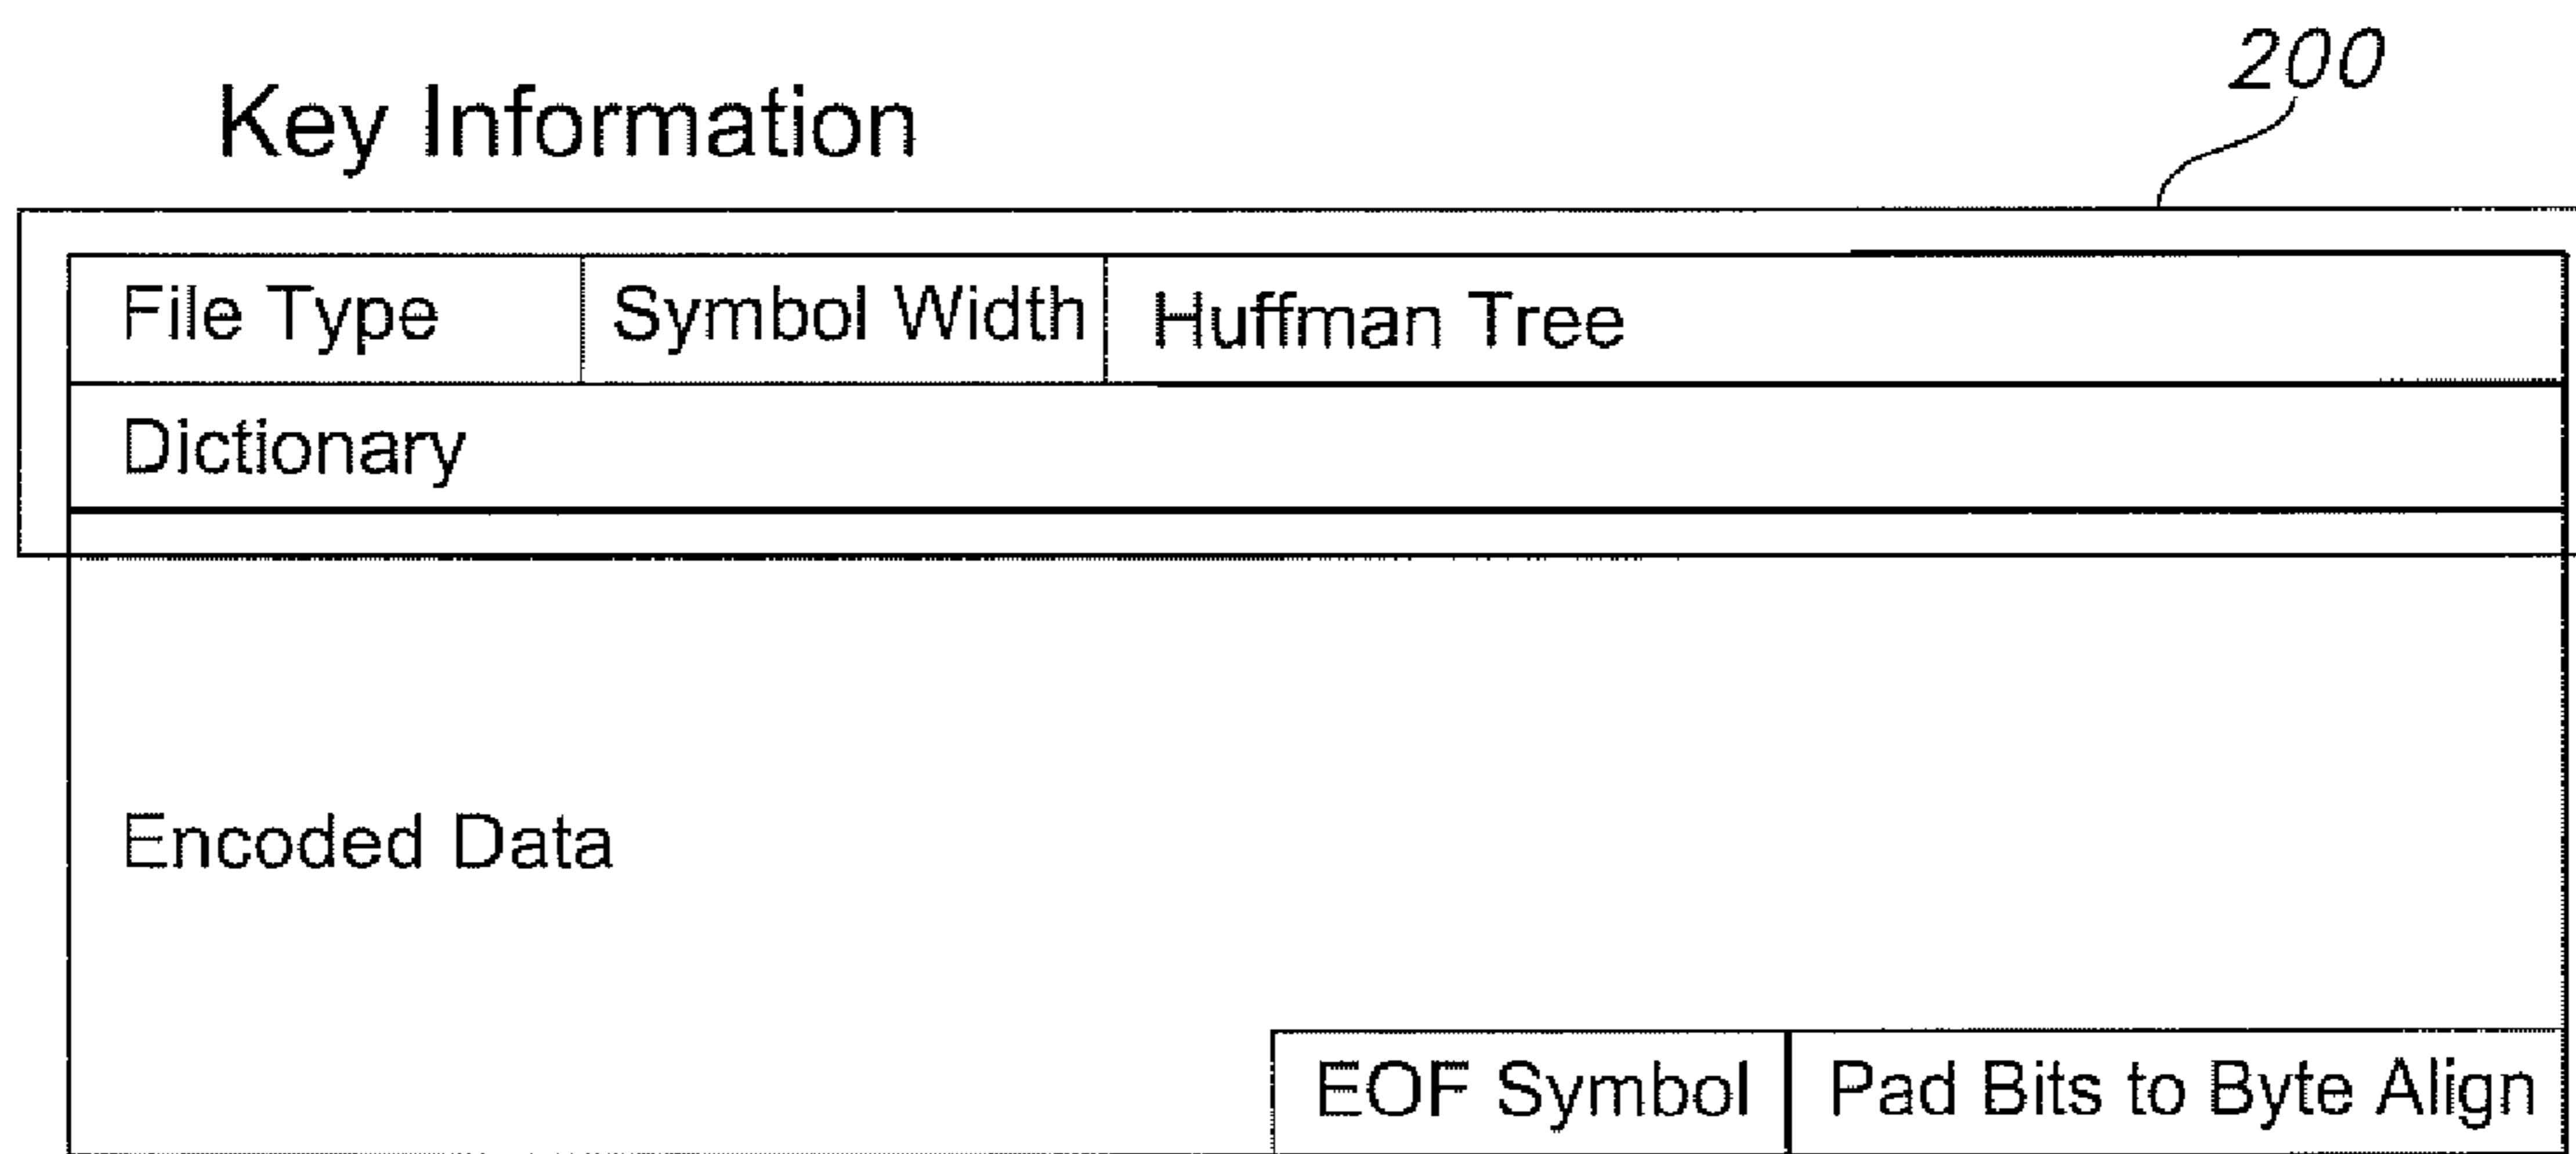 200
Key Information
File Type Symbol Width Huffman Tree
Dictionary
Encoded Data
EOF Symbol Pad Bits to Byte Align